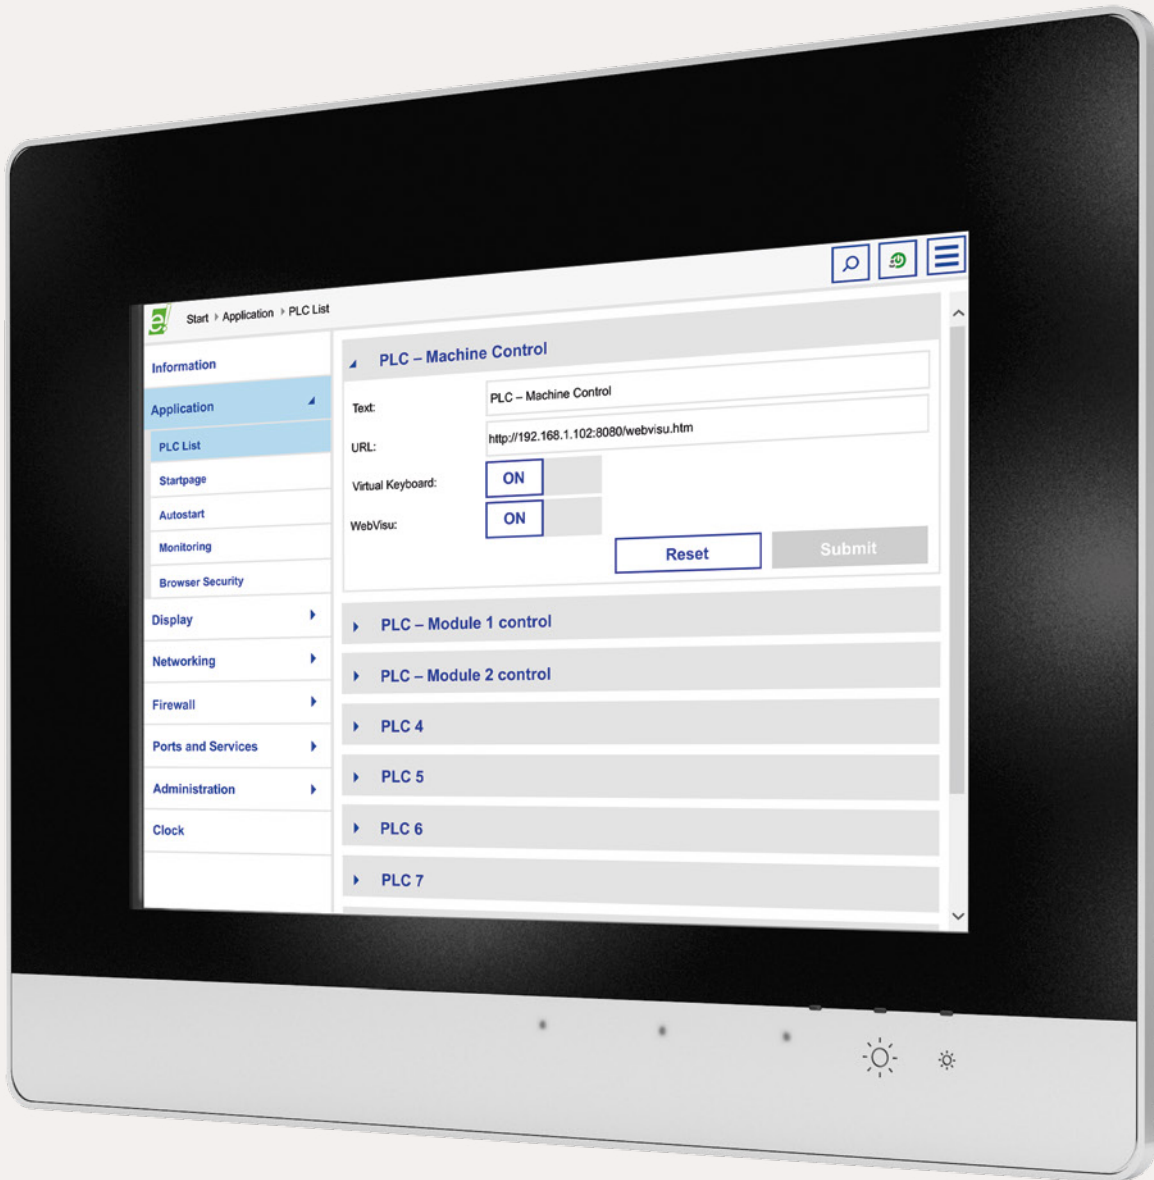 e!
Start › Application › PLC List
Information
Application
PLC List
Startpage
Autostart
Monitoring
Browser Security
Display
Networking
Firewall
Ports and Services
Administration
Clock
PLC – Machine Control
Text:
PLC – Machine Control
URL:
http://192.168.1.102:8080/webvisu.htm
Virtual Keyboard:
ON
WebVisu:
ON
Reset
Submit
PLC – Module 1 control
PLC – Module 2 control
PLC 4
PLC 5
PLC 6
PLC 7